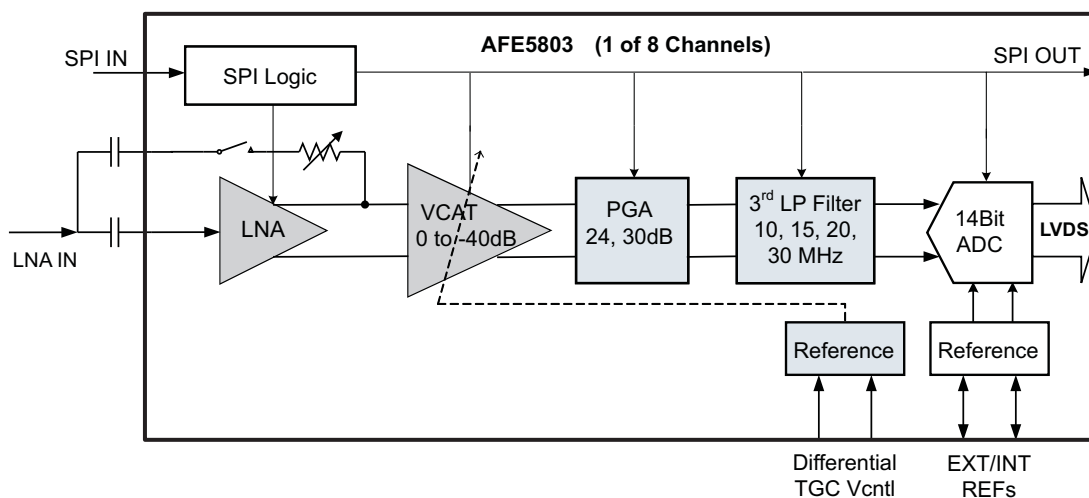 AFE5803 (1 of 8 Channels)
SPI IN
SPI Logic
SPI OUT
LNA
VCAT
0 to -40dB
PGA
24, 30dB
3rd LP Filter
10, 15, 20,
30 MHz
14Bit
ADC
LVDS
LNA IN
Reference
Reference
Differential
TGC Vcntl
EXT/INT
REFs